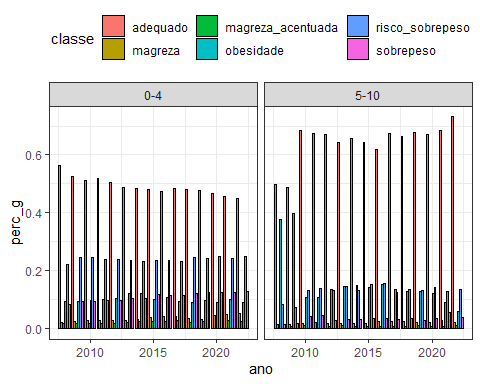 classe
adequado magreza_acentuada risco_sobrepeso
magreza obesidade sobrepeso
0-4 5-10
perc_g
0.6
0.4
0.2
0.0
2010 2015 2020 2010 2015 2020
ano